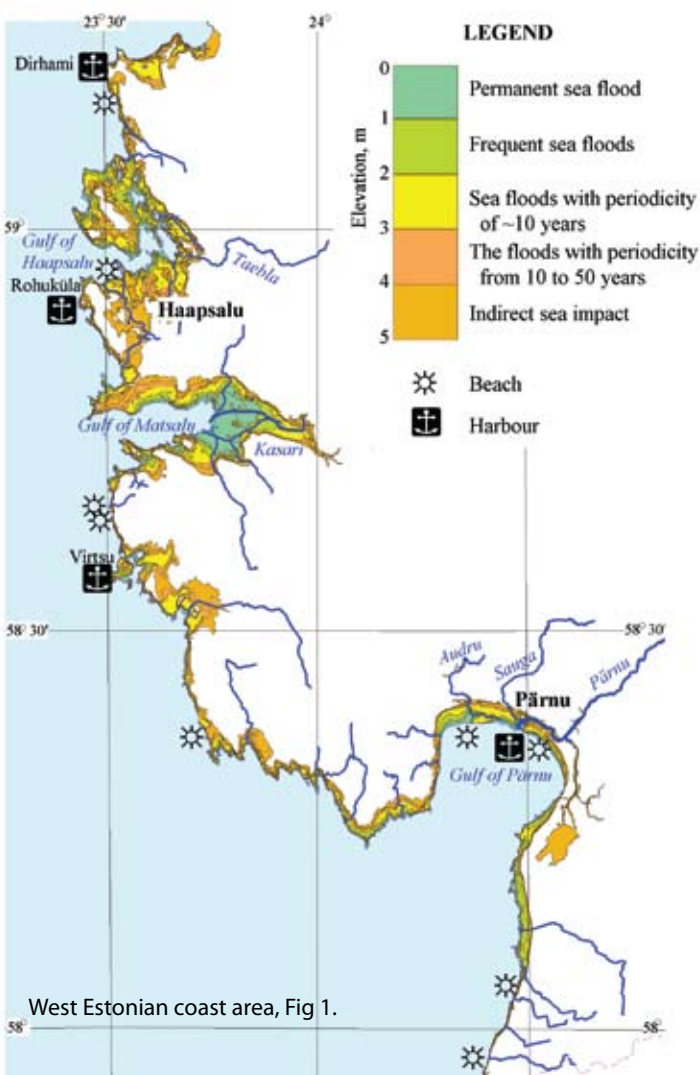 23° 30'
24°
LEGEND
Dirhami
0
Permanent sea flood
1
Frequent sea floods
2
Elevation, m
Sea floods with periodicity
of ~10 years
3
The floods with periodicity
from 10 to 50 years
4
Indirect sea impact
5
59°
Gulf of
Haapsalu
Taebla
Rohuküla
Haapsalu
Beach
Harbour
Gulf of Matsalu
Kasari
Virtsu
58° 30'
58° 30'
Audru
Sauga
Pärnu
Pärnu
Gulf of Pärnu
West Estonian coast area, Fig 1.
58°
58°